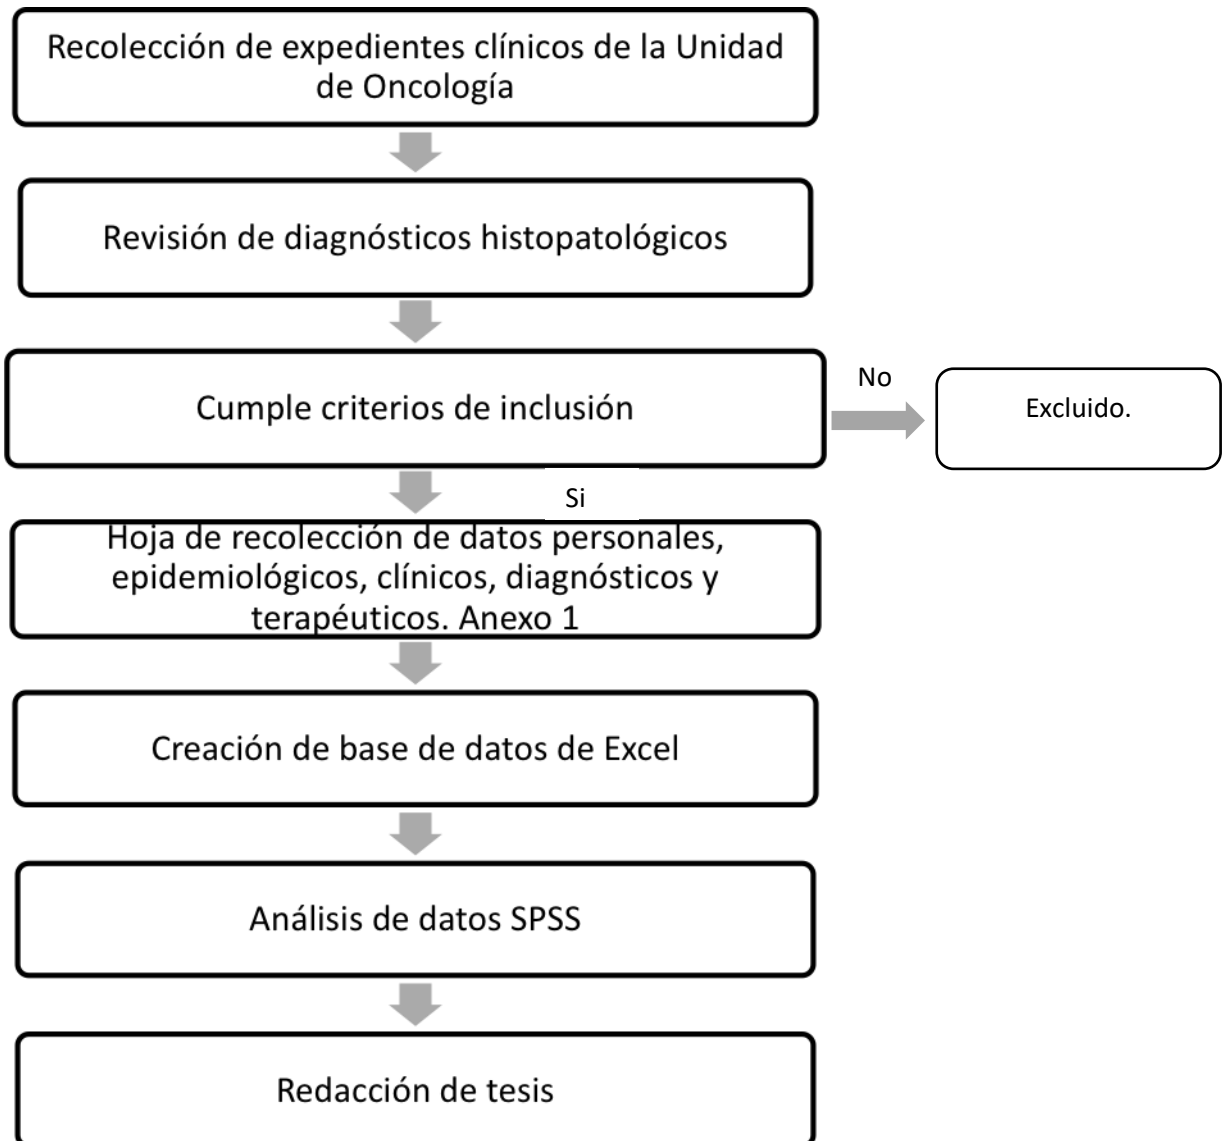 Recolección de expedientes clínicos de la Unidad
de Oncología
Revisión de diagnósticos histopatológicos
Cumple criterios de inclusión
No
Excluido.
Si
Hoja de recolección de datos personales,
epidemiológicos, clínicos, diagnósticos y
terapéuticos. Anexo 1
Creación de base de datos de Excel
Análisis de datos SPSS
Redacción de tesis